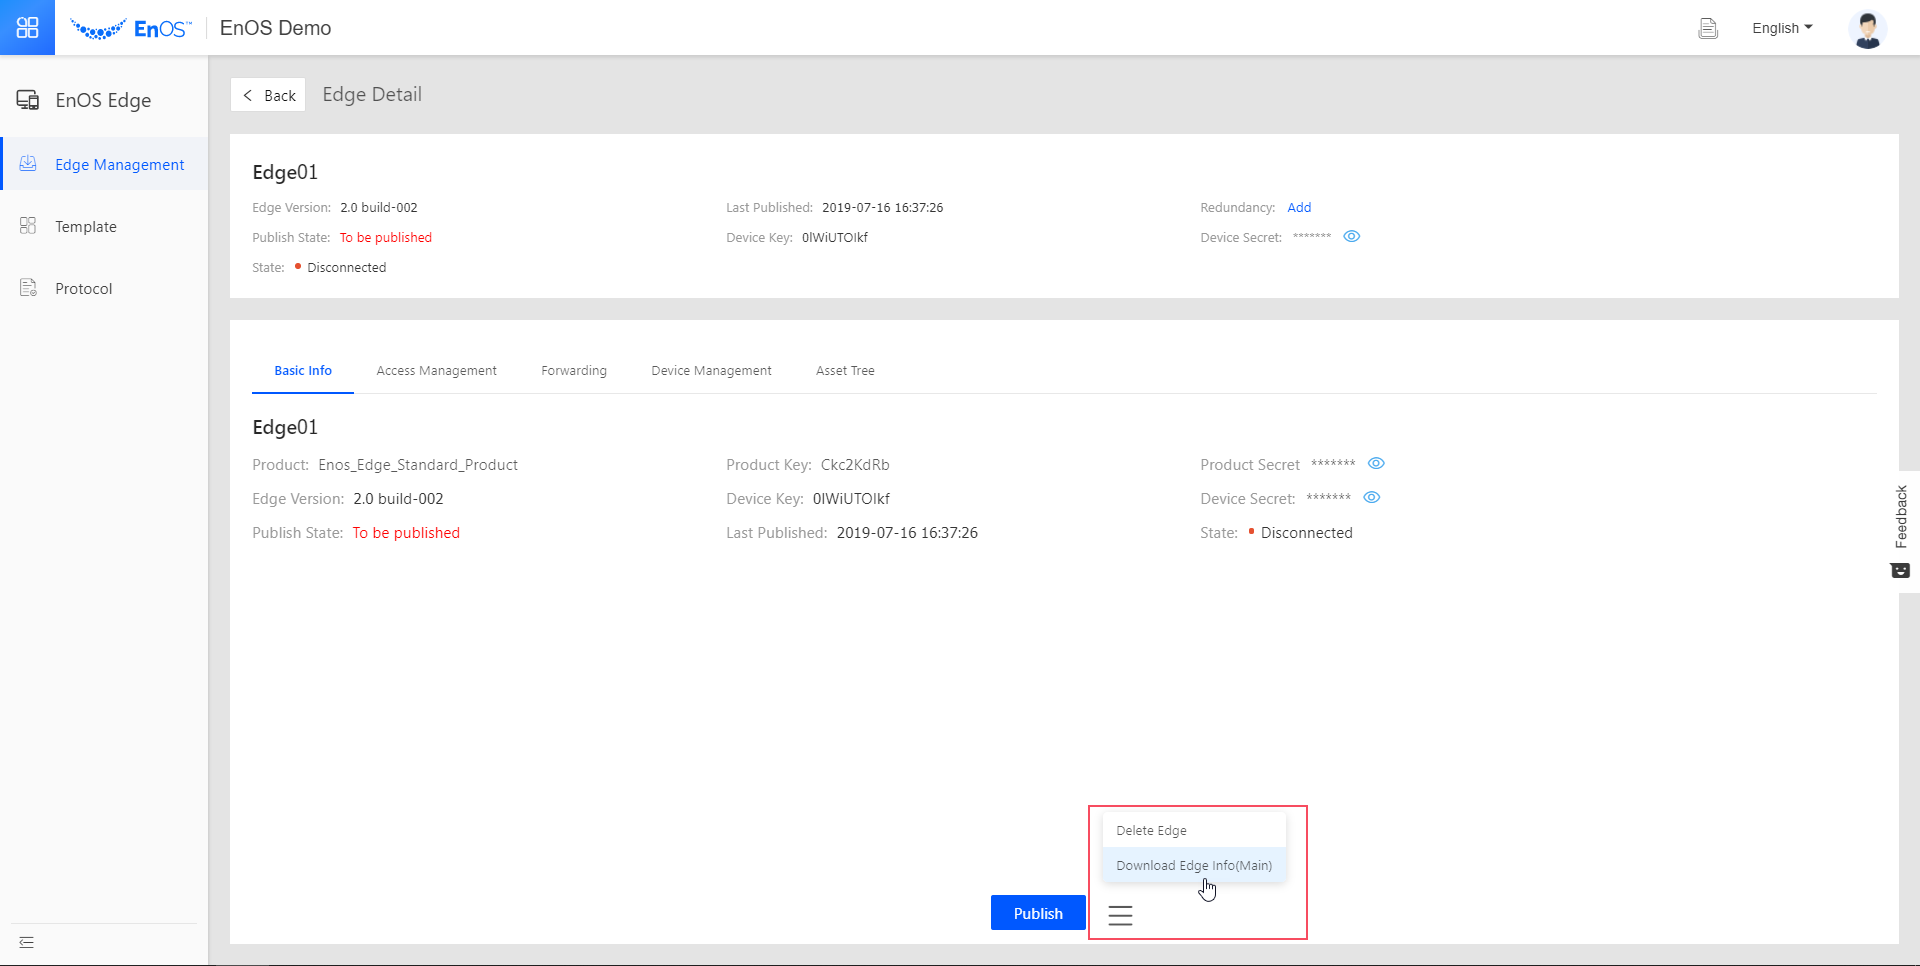 EnOS™ EnOS Demo English
EnOS Edge
Edge Management
Template
Protocol
Back Edge Detail
Edge01
Edge Version: 2.0 build-002 Last Published: 2019-07-16 16:37:26 Redundancy: Add
Publish State: To be published Device Key: 0lWiUTOlkf Device Secret: *******
State: Disconnected
Basic Info Access Management Forwarding Device Management Asset Tree
Edge01
Product: Enos_Edge_Standard_Product Product Key: Ckc2KdRb Product Secret *******
Edge Version: 2.0 build-002 Device Key: 0lWiUTOlkf Device Secret: *******
Publish State: To be published Last Published: 2019-07-16 16:37:26 State: Disconnected
Feedback
Delete Edge
Download Edge Info(Main)
Publish